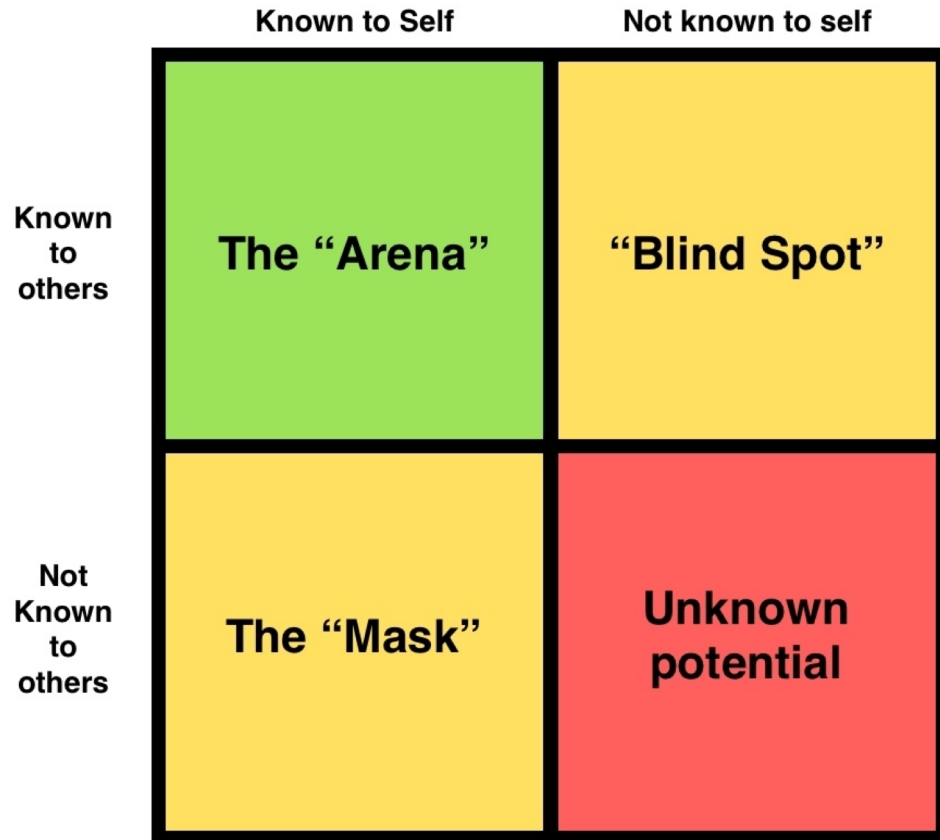 Known to Self
Not known to self
Known
to
others
The “Arena”
“Blind Spot”
Not
Known
to
others
The “Mask”
Unknown
potential